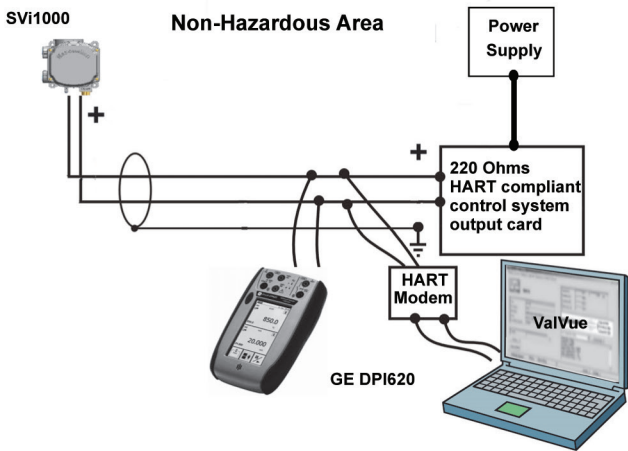 SVi1000
Non-Hazardous Area
Power
Supply
+
+
220 Ohms
HART compliant
control system
output card
HART
Modem
ValVue
850.0
20.000
GE DPI620